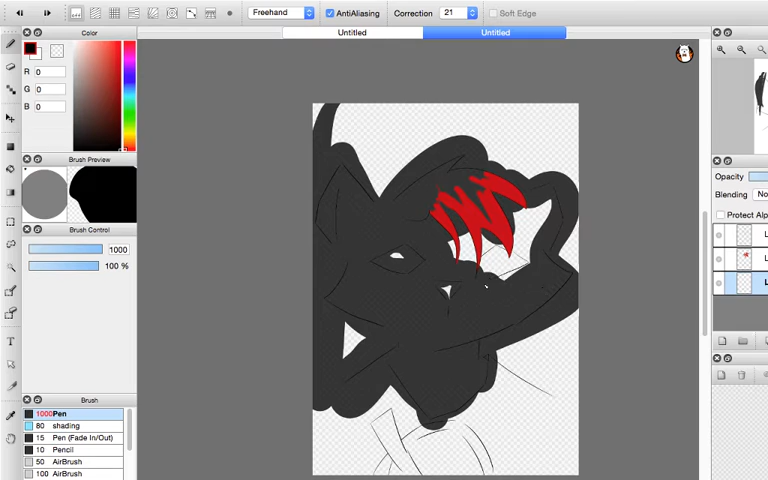 Freehand AntiAliasing Correction 21 Soft Edge
Untitled Untitled
Color
R 0
G 0
B 0
Brush Preview
Brush Control
1000
100 %
Brush
1000 Pen
80 shading
15 Pen (Fade In/Out)
10 Pencil
50 AirBrush
100 AirBrush
T
Opacity
Blending No
Protect Alp
L
L
L